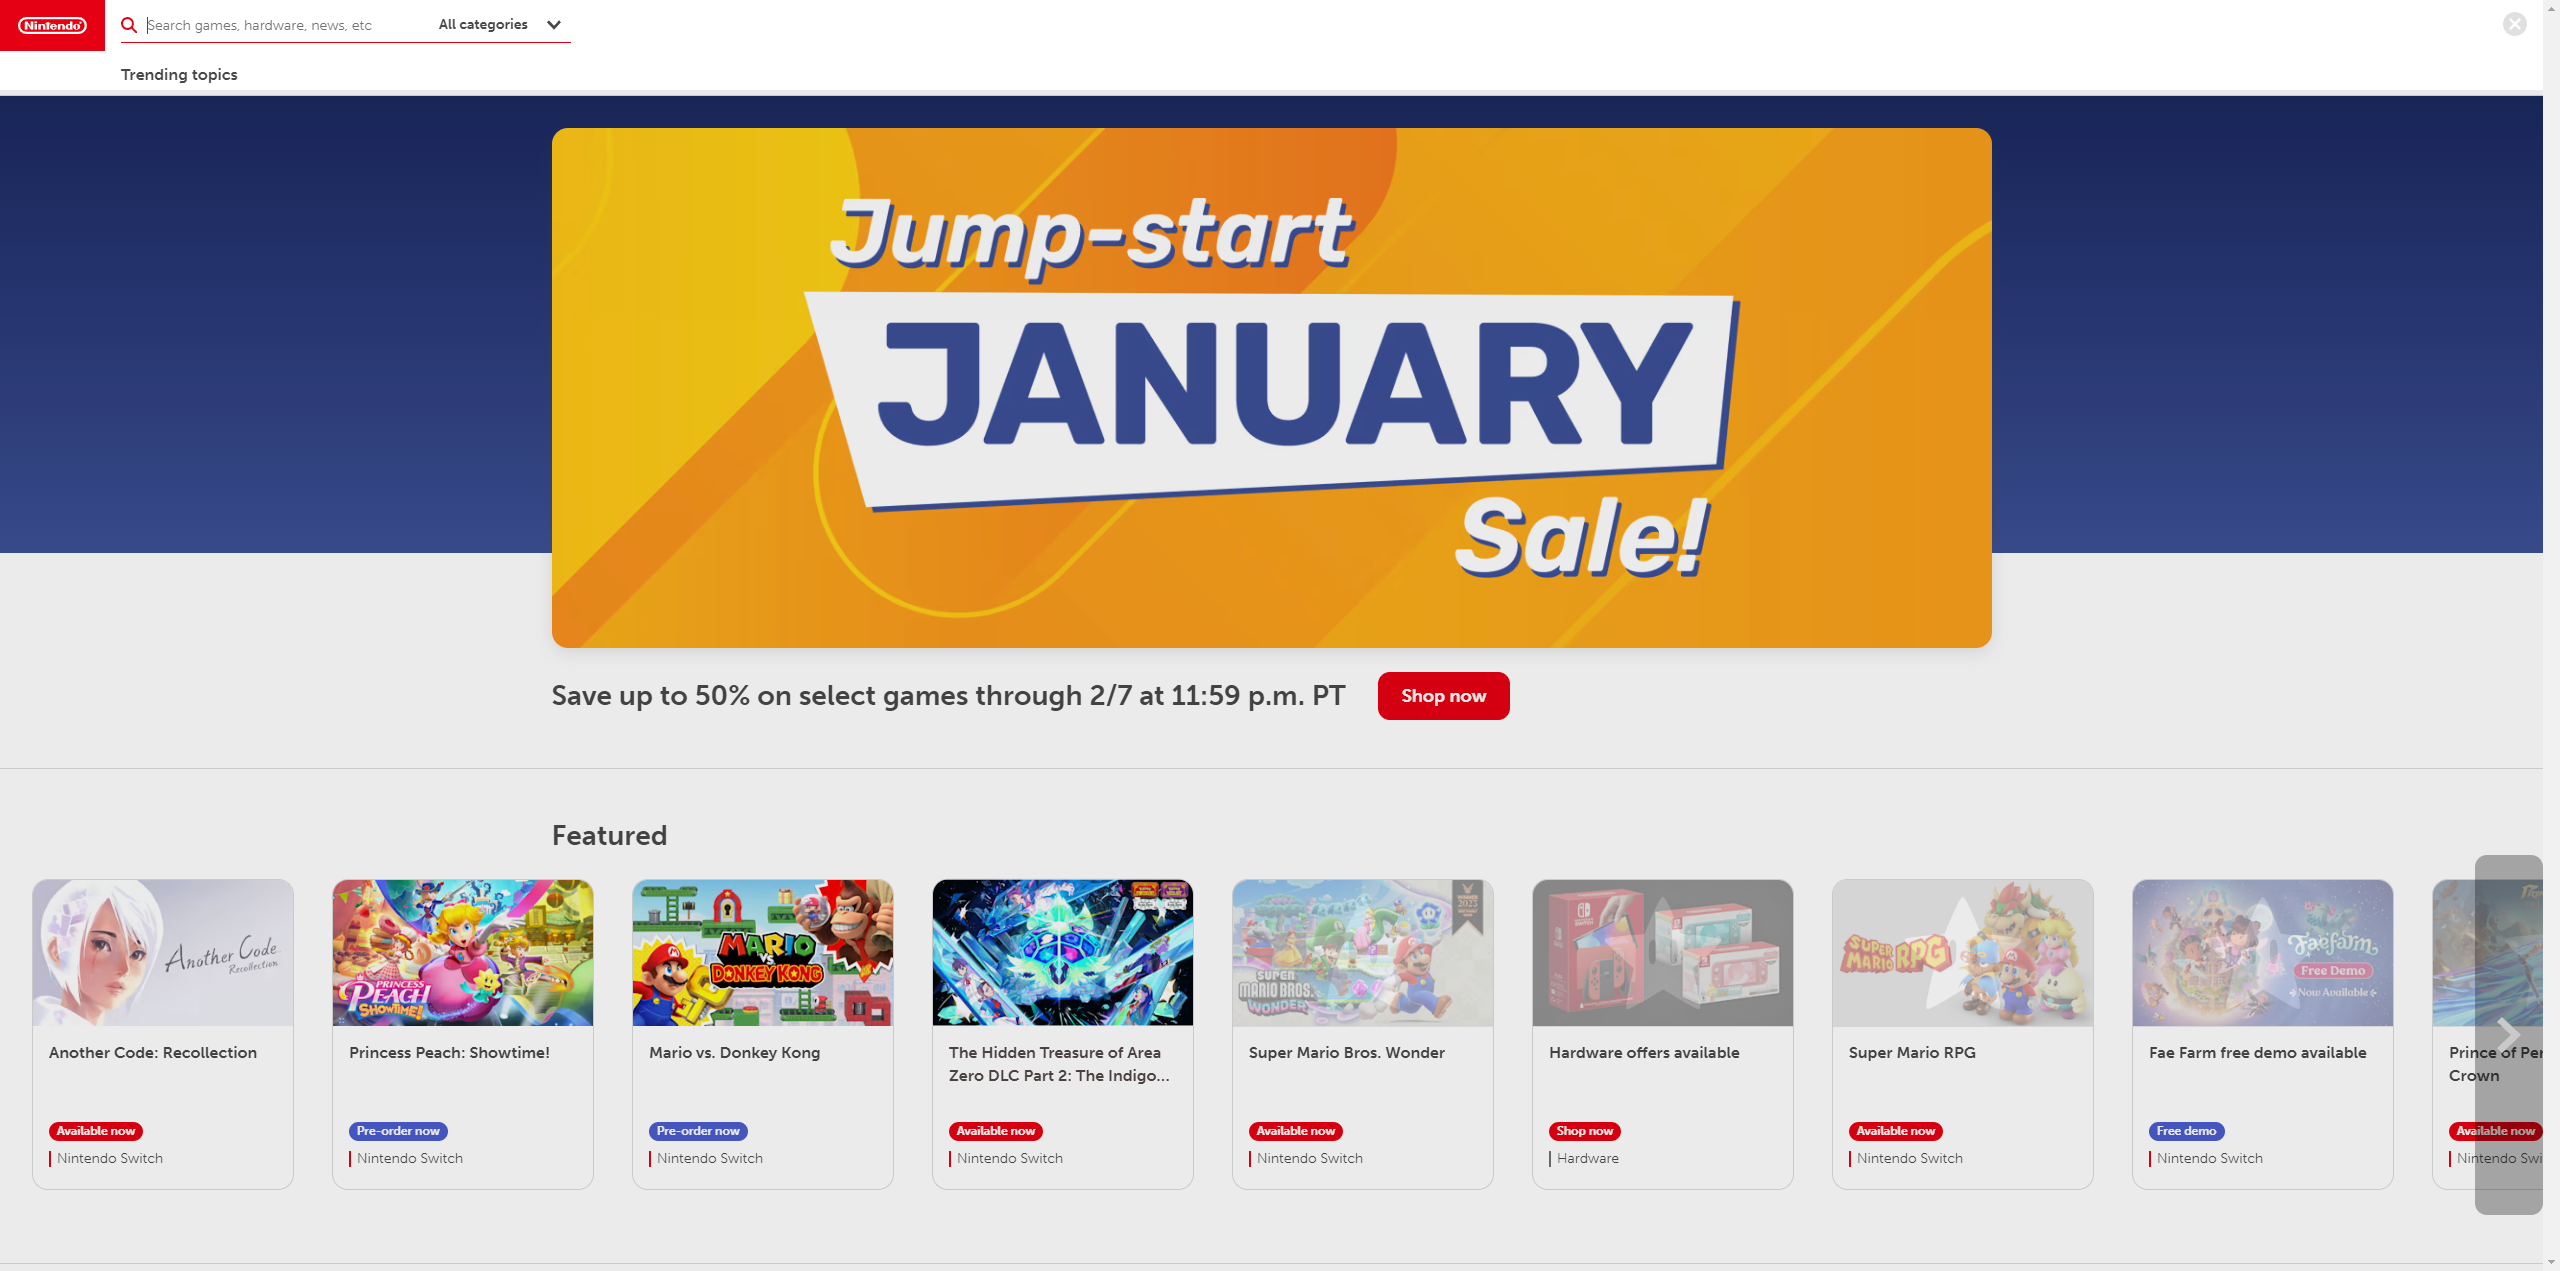 Nintendo
Search games, hardware, news, etc
All categories
Trending topics
Jump-start
JANUARY
Sale!
Save up to 50% on select games through 2/7 at 11:59 p.m. PT
Shop now
Featured
Another Code
Recollection
PRINCESS
PEACH
SHOWTIME!
MARIO
VS.
DONKEY KONG
WINNER
2023
SUPER
MARIO BROS.
WONDER
SUPER
MARIO RPG
Fae farm
Free Demo
Now Available
Another Code: Recollection
Princess Peach: Showtime!
Mario vs. Donkey Kong
The Hidden Treasure of Area
Zero DLC Part 2: The Indigo...
Super Mario Bros. Wonder
Hardware offers available
Super Mario RPG
Fae Farm free demo available
Prince of Per
Crown
Available now
Pre-order now
Pre-order now
Available now
Available now
Shop now
Available now
Free demo
Available now
Nintendo Switch
Nintendo Switch
Nintendo Switch
Nintendo Switch
Nintendo Switch
Hardware
Nintendo Switch
Nintendo Switch
Nintendo Swi